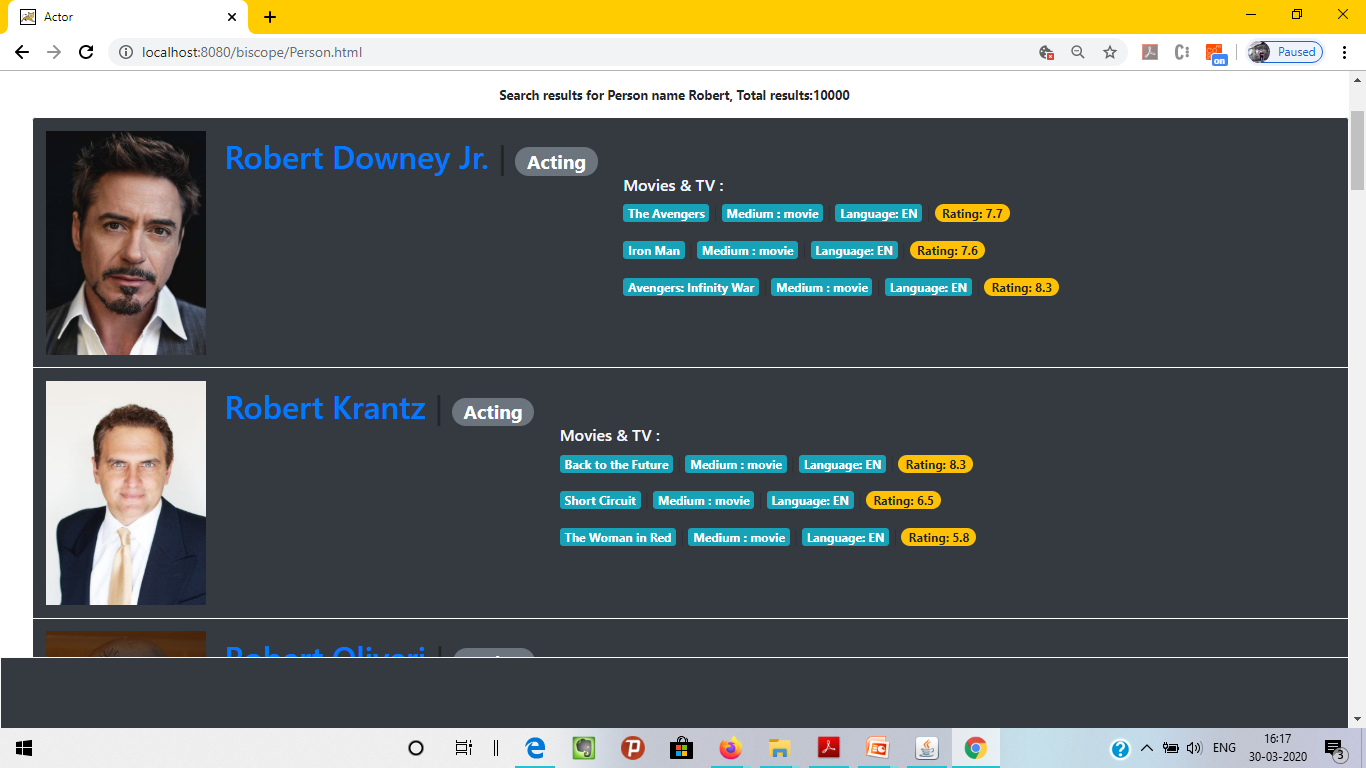 Actor
localhost:8080/biscope/Person.html
on
Paused
Search results for Person name Robert, Total results:10000
Robert Downey Jr. | Acting
Movies & TV :
The Avengers Medium : movie Language: EN Rating: 7.7
Iron Man Medium : movie Language: EN Rating: 7.6
Avengers: Infinity War Medium : movie Language: EN Rating: 8.3
Robert Krantz | Acting
Movies & TV :
Back to the Future Medium : movie Language: EN Rating: 8.3
Short Circuit Medium : movie Language: EN Rating: 6.5
The Woman in Red Medium : movie Language: EN Rating: 5.8
Robert Oliveri | Acting
ENG
16:17
30-03-2020
3